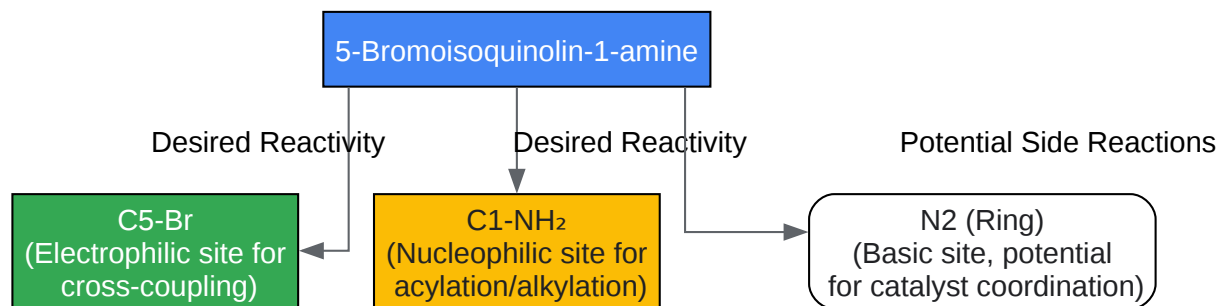 5-Bromoisoquinolin-1-amine
Desired Reactivity
Desired Reactivity
Potential Side Reactions
C5-Br
(Electrophilic site for
cross-coupling)
C1-NH₂
(Nucleophilic site for
acylation/alkylation)
N2 (Ring)
(Basic site, potential
for catalyst coordination)